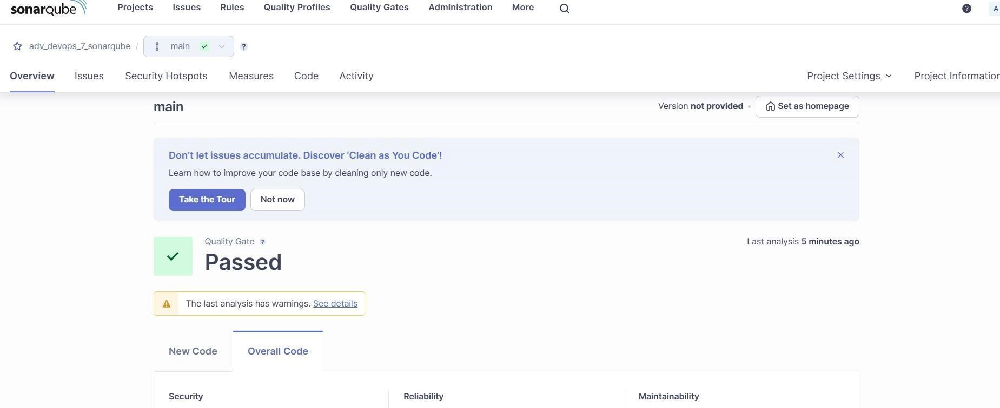 sonarqube Projects Issues Rules Quality Profiles Quality Gates Administration More ? A
adv_devops_7_sonarqube / main ?
Overview Issues Security Hotspots Measures Code Activity Project Settings Project Information
main Version not provided • Set as homepage
Don’t let issues accumulate. Discover ‘Clean as You Code’!
Learn how to improve your code base by cleaning only new code.
Take the Tour Not now
Quality Gate ? Last analysis 5 minutes ago
Passed
The last analysis has warnings. See details
New Code Overall Code
Security Reliability Maintainability